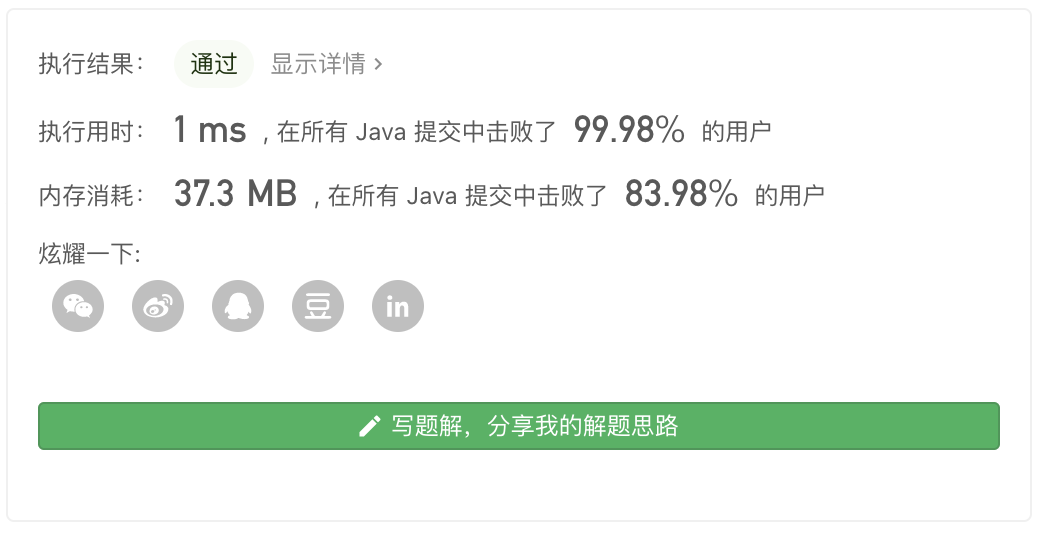 执行结果： 通过 显示详情 >
执行用时： 1 ms , 在所有 Java 提交中击败了 99.98% 的用户
内存消耗： 37.3 MB , 在所有 Java 提交中击败了 83.98% 的用户
炫耀一下:
豆 in
写题解，分享我的解题思路